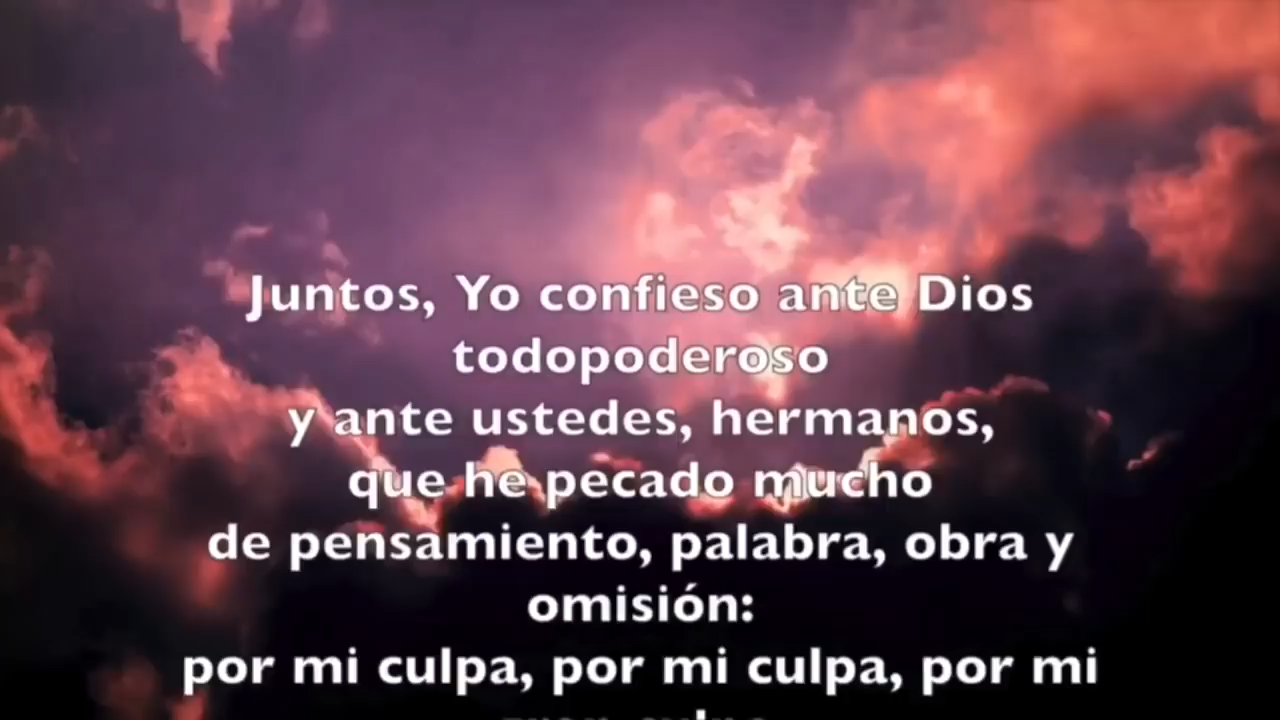 Juntos, Yo confieso ante Dios
todopoderoso
y ante ustedes, hermanos,
que he pecado mucho
de pensamiento, palabra, obra y
omisión:
por mi culpa, por mi culpa, por mi